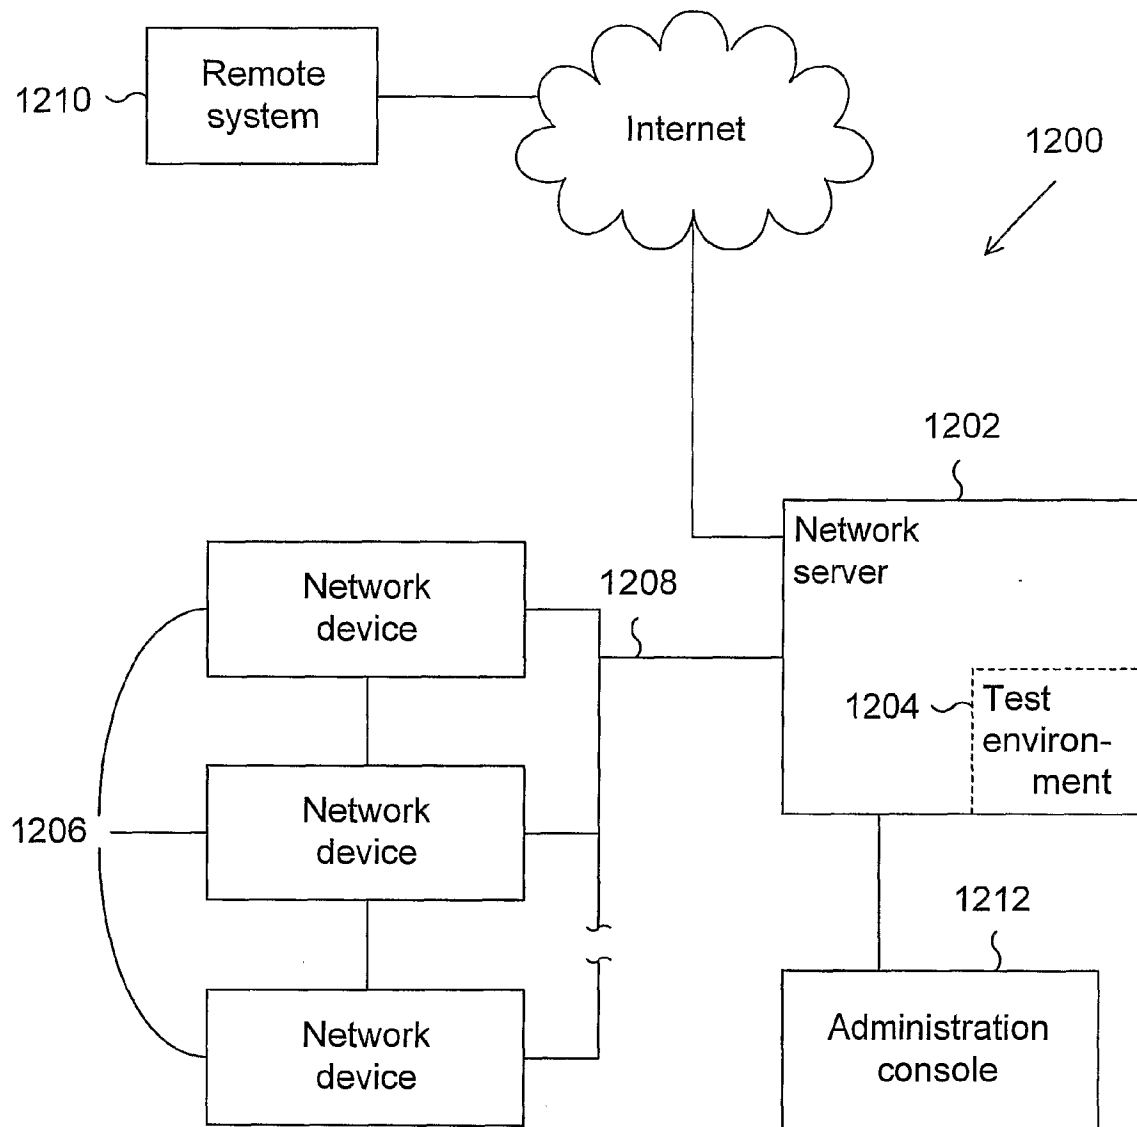 Remote
system
1210
Internet
1200
1202
Network
server
1208
Network
device
1204
Test
environ-
ment
Network
device
1206
1212
Network
device
Administration
console